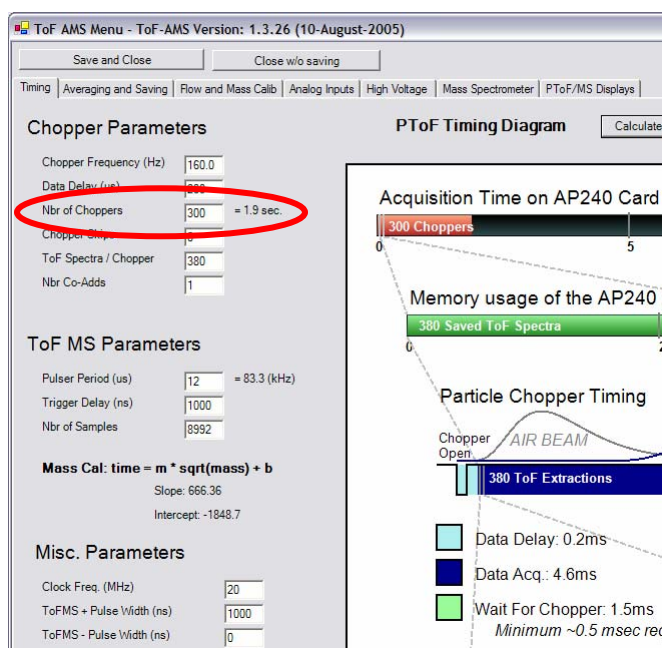 ToF AMS Menu - ToF-AMS Version: 1.3.26 (10-August-2005)
Save and Close
Close w/o saving
Timing
Averaging and Saving
Flow and Mass Calib
Analog Inputs
High Voltage
Mass Spectrometer
PToF/MS Displays
Chopper Parameters
Chopper Frequency (Hz) 160.0
Data Delay (us)
Nbr of Choppers 300 = 1.9 sec.
Chopper
ToF Spectra / Chopper 380
Nbr Co-Adds 1
ToF MS Parameters
Pulser Period (us) 12 = 83.3 (kHz)
Trigger Delay (ns) 1000
Nbr of Samples 8992
Mass Cal: time = m * sqrt(mass) + b
Slope: 666.36
Intercept: -1848.7
Misc. Parameters
Clock Freq. (MHz) 20
ToFMS + Pulse Width (ns) 1000
ToFMS - Pulse Width (ns) 0
PToF Timing Diagram
Calculate
Acquisition Time on AP240 Card
300 Choppers
0 5
Memory usage of the AP240
380 Saved ToF Spectra
0 2
Particle Chopper Timing
Chopper
Open
AIR BEAM
380 ToF Extractions
Data Delay: 0.2ms
Data Acq.: 4.6ms
Wait For Chopper: 1.5ms
Minimum ~0.5 msec rec